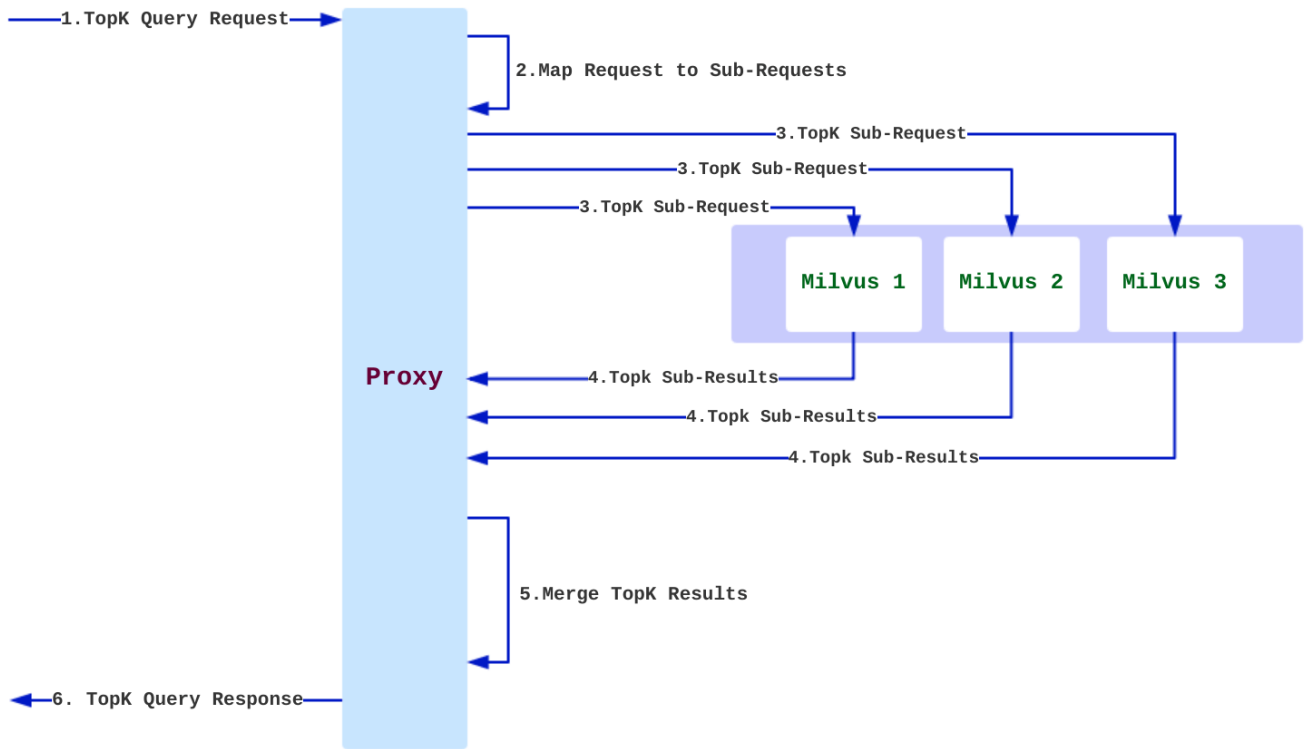 1.TopK Query Request
2.Map Request to Sub-Requests
3.TopK Sub-Request
3.TopK Sub-Request
3.TopK Sub-Request
Milvus 1
Milvus 2
Milvus 3
Proxy
4.Topk Sub-Results
4.Topk Sub-Results
4.Topk Sub-Results
5.Merge TopK Results
6. TopK Query Response